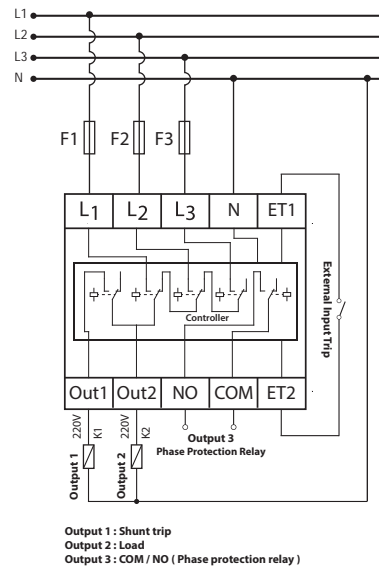 L1
L2
L3
N
F1 F2 F3
L1 L2 L3 N ET1
Controller
External Input Trip
Out1 Out2 NO COM ET2
220V K1 220V K2
Output 3
Phase Protection Relay
Output 1
Output 2
Output 1 : Shunt trip
Output 2 : Load
Output 3 : COM / NO ( Phase protection relay )